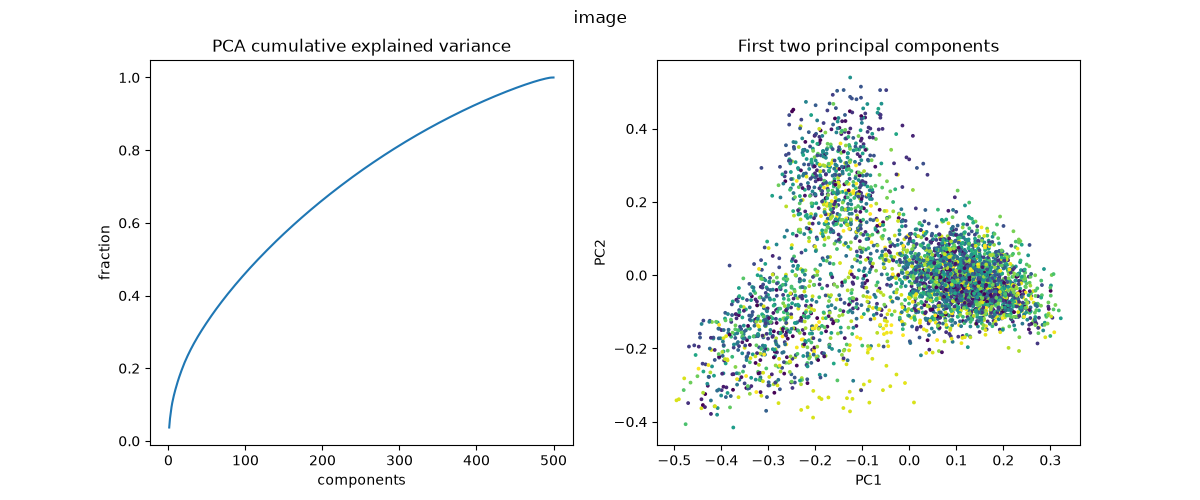 image
PCA cumulative explained variance
1.0
0.8
0.6
0.4
0.2
0.0
fraction
0 100 200 300 400 500
components
First two principal components
0.4
0.2
0.0
−0.2
−0.4
PC2
−0.5 −0.4 −0.3 −0.2 −0.1 0.0 0.1 0.2 0.3
PC1